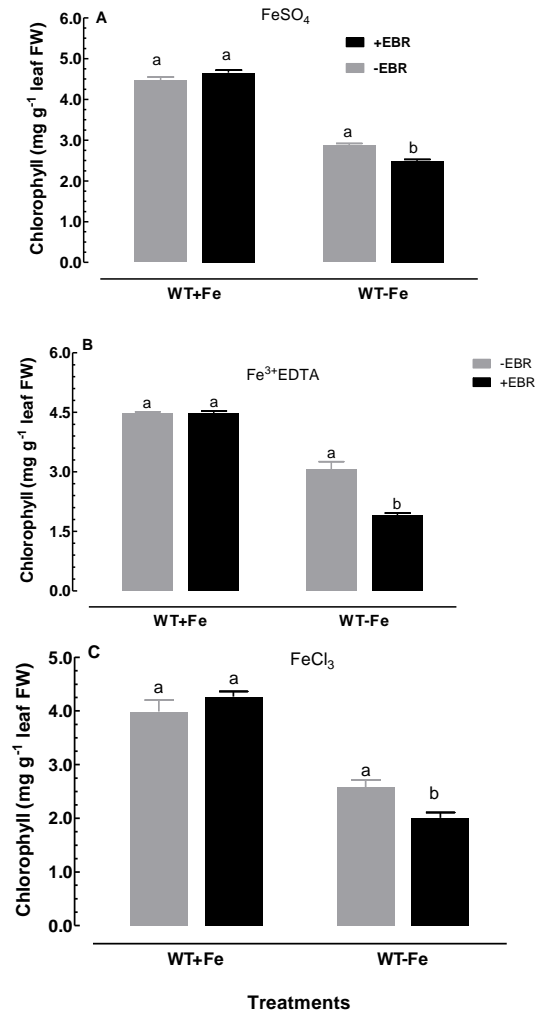 A
FeSO4
6.0
5.0
4.0
3.0
2.0
1.0
0.0
Chlorophyll (mg g-1 leaf FW)
+EBR
-EBR
a
a
a
b
WT+Fe
WT-Fe
B
Fe3+EDTA
6.0
4.5
3.0
1.5
0.0
Chlorophyll (mg g-1 leaf FW)
-EBR
+EBR
a
a
a
b
WT+Fe
WT-Fe
C
FeCl3
5.0
4.0
3.0
2.0
1.0
0.0
Chlorophyll (mg g-1 leaf FW)
a
a
a
b
WT+Fe
WT-Fe
Treatments